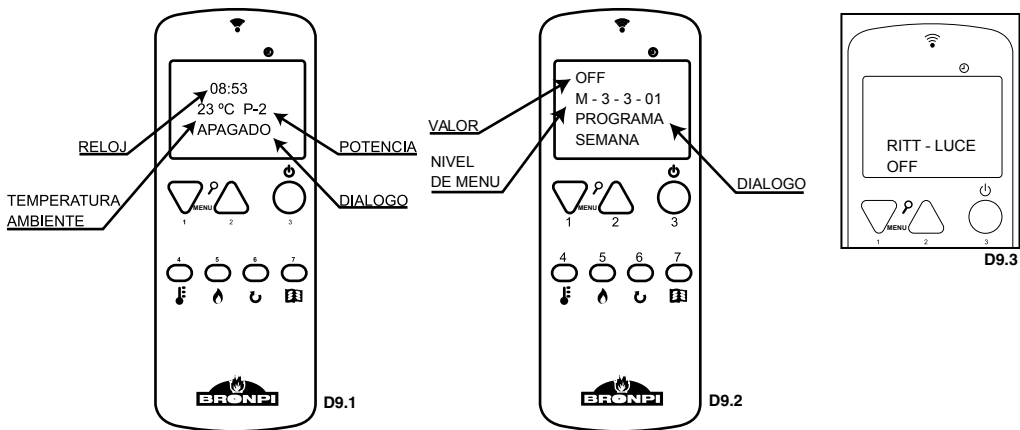 08:53
23 ºC P-2
APAGADO
RELOJ
POTENCIA
TEMPERATURA
AMBIENTE
DIALOGO
MENU
1
2
3
4
5
6
7
BRONPI
D9.1
OFF
M - 3 - 3 - 01
PROGRAMA
SEMANA
VALOR
NIVEL
DE MENU
DIALOGO
MENU
1
2
3
4
5
6
7
BRONPI
D9.2
RITT - LUCE
OFF
MENU
1
2
3
D9.3